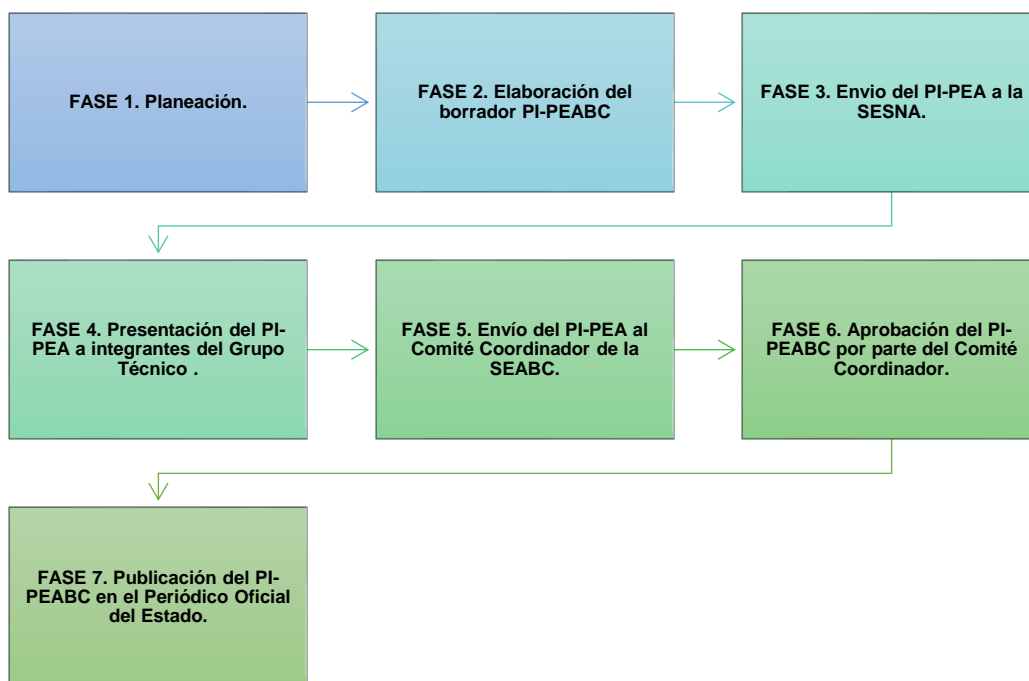 FASE 1. Planeación.
FASE 2. Elaboración del
borrador PI-PEABC
FASE 3. Envio del PI-PEA a la
SESNA.
FASE 4. Presentación del PI-
PEA a integrantes del Grupo
Técnico .
FASE 5. Envío del PI-PEA al
Comité Coordinador de la
SEABC.
FASE 6. Aprobación del PI-
PEABC por parte del Comité
Coordinador.
FASE 7. Publicación del PI-
PEABC en el Periódico Oficial
del Estado.